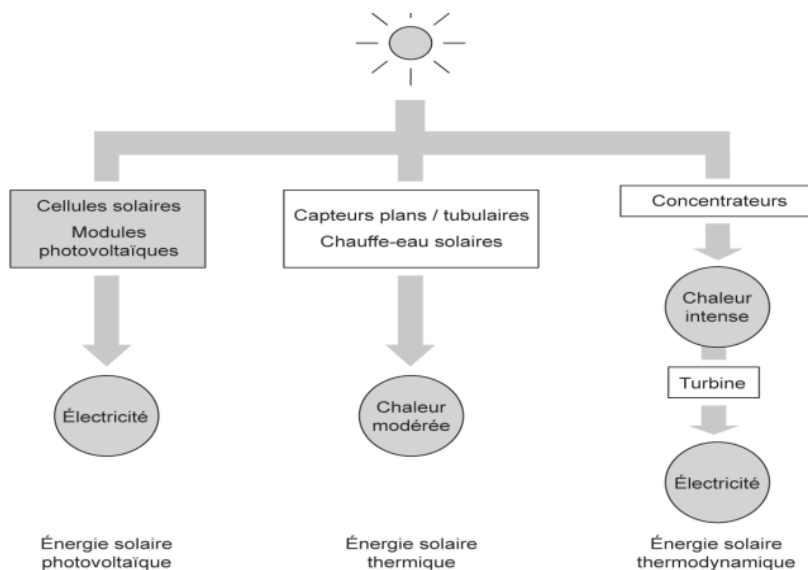 Cellules solaires
Modules
photovoltaïques
Électricité
Énergie solaire
photovoltaïque
Capteurs plans / tubulaires
Chauffe-eau solaires
Chaleur
modérée
Énergie solaire
thermique
Concentrateurs
Chaleur
intense
Turbine
Électricité
Énergie solaire
thermodynamique